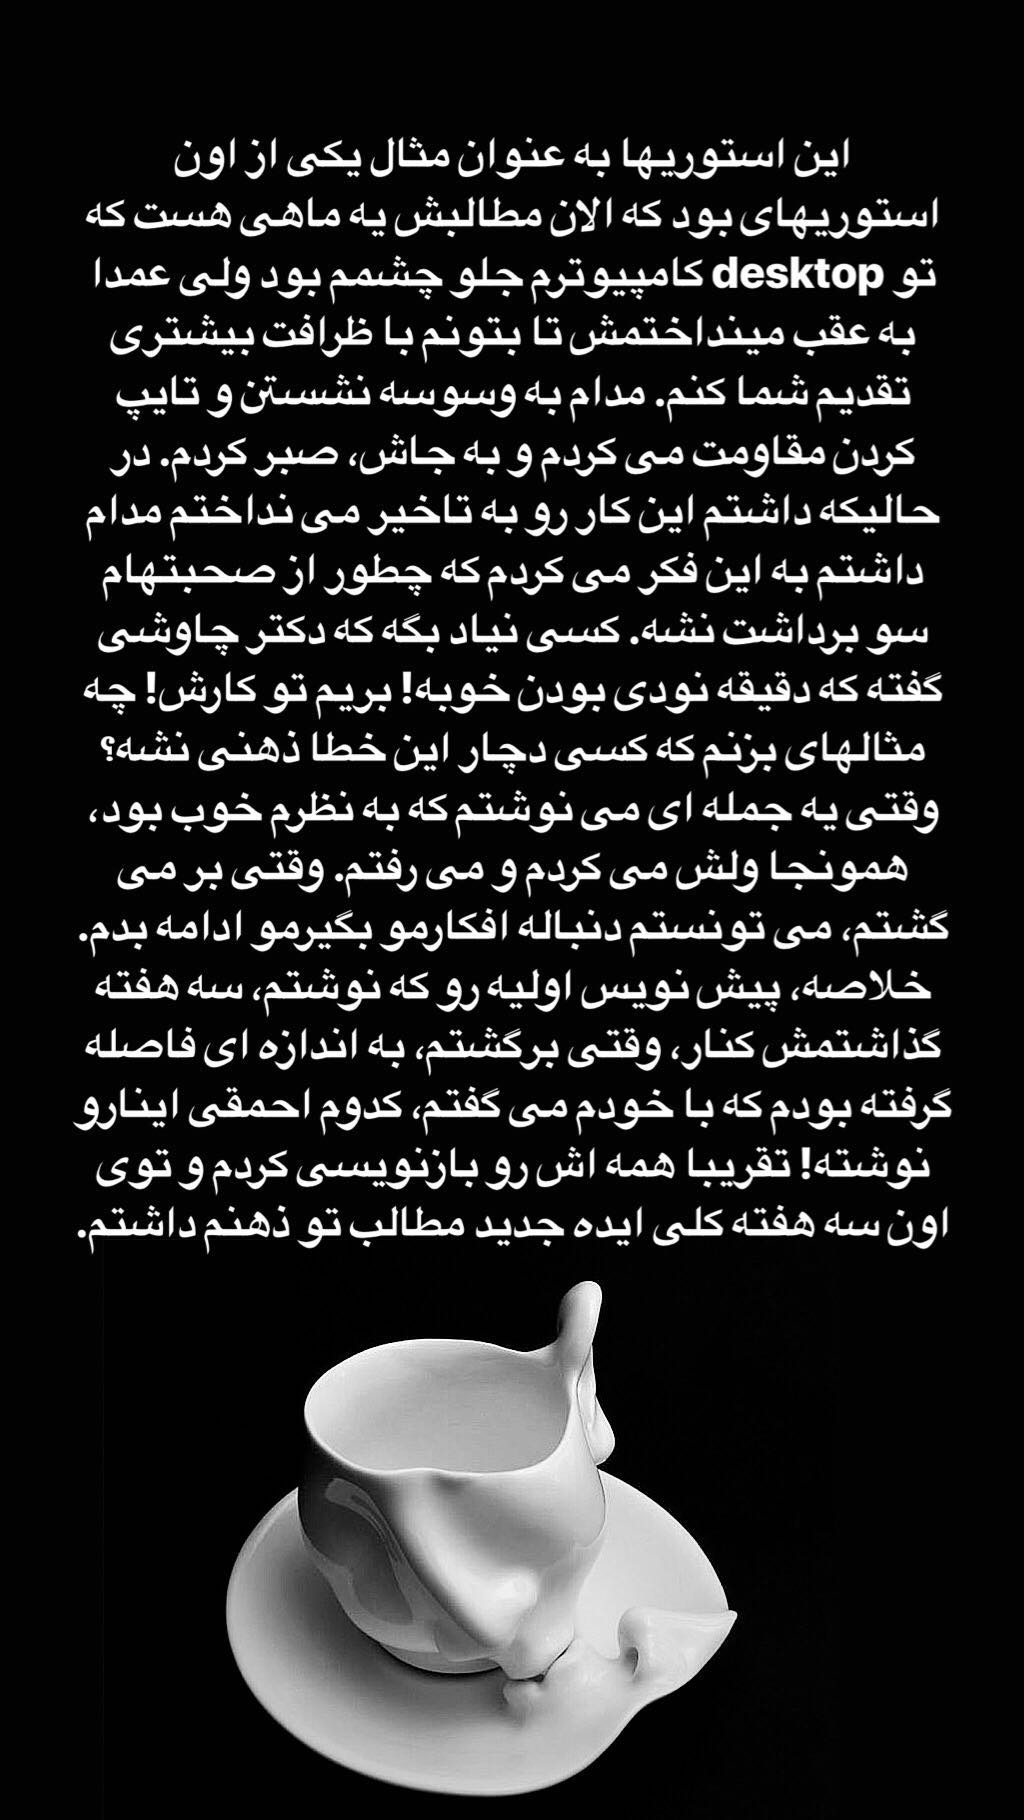 این استوریها به عنوان مثال یکی از اون
استوریهای بود که الان مطالبش یه ماهی هست که
تو desktop کامپیوترم جلو چشمم بود ولی عمدا
به عقب مینداختمش تا بتونم با ظرافت بیشتری
تقدیم شما کنم. مدام به وسوسه نشستن و تایپ
کردن مقاومت می کردم و به جاش، صبر کردم. در
حالیکه داشتم این کار رو به تاخیر می نداختم مدام
داشتم به این فکر می کردم که چطور از صحبتهام
سو برداشت نشه. کسی نیاد بگه که دکتر چاوشی
گفته که دقیقه نودی بودن خوبه! بریم تو کارش! چه
مثالهای بزنم که کسی دچار این خطا ذهنی نشه؟
وقتی یه جمله ای می نوشتم که به نظرم خوب بود،
همونجا ولش می کردم و می رفتم. وقتی بر می
گشتم، می تونستم دنباله افکارمو بگیرمو ادامه بدم.
خلاصه، پیش نویس اولیه رو که نوشتم، سه هفته
گذاشتمش کنار، وقتی برگشتم، به اندازه ای فاصله
گرفته بودم که با خودم می گفتم، کدوم احمقی اینارو
نوشته! تقریبا همه اش رو بازنویسی کردم و توی
اون سه هفته کلی ایده جدید مطالب تو ذهنم داشتم.